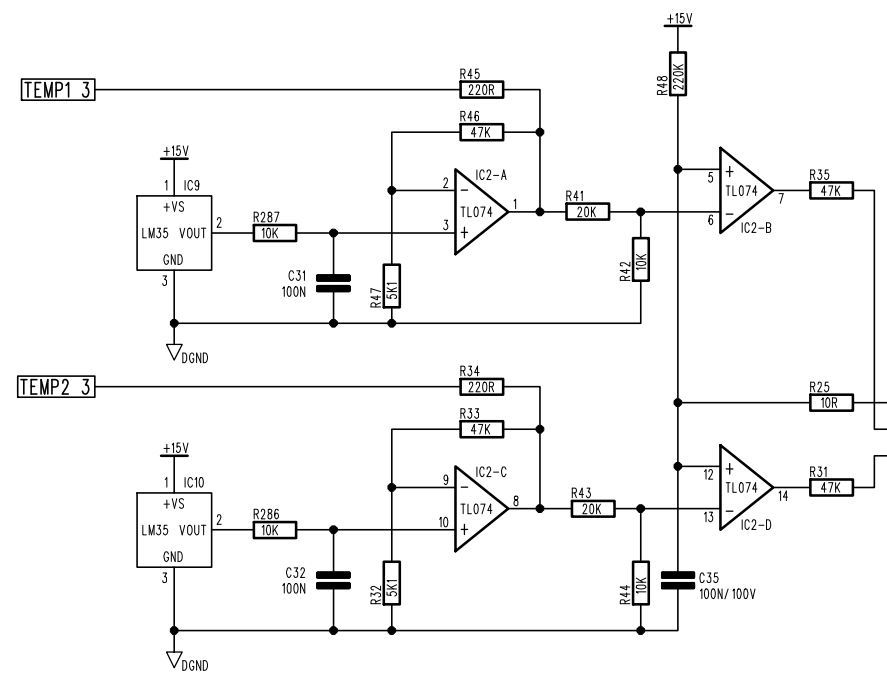 +15V
R48
220K
TEMP1 3
R45
220R
R46
47K
+15V
1 IC9
+VS
LM35 VOUT
GND
2
3
R287
10K
C31
100N
R47
5K1
2
3
IC2-A
TL074
1
R41
20K
R42
10K
5
6
TL074
IC2-B
7
R35
47K
DGND
TEMP2 3
R34
220R
R33
47K
R25
10R
+15V
1 IC10
+VS
LM35 VOUT
GND
2
3
R286
10K
C32
100N
R32
5K1
9
10
IC2-C
TL074
8
R43
20K
R44
10K
12
13
TL074
IC2-D
14
R31
47K
C35
100N/100V
DGND